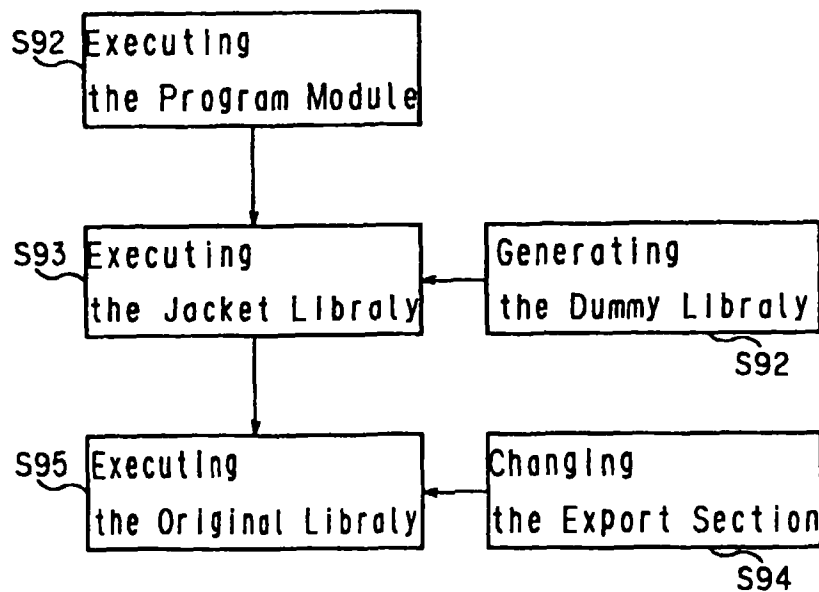 S92 Executing
the Program Module
S93 Executing
the Jacket Libraly
Generating
the Dummy Libraly
S92
S95 Executing
the Original Libraly
Changing
the Export Section
S94